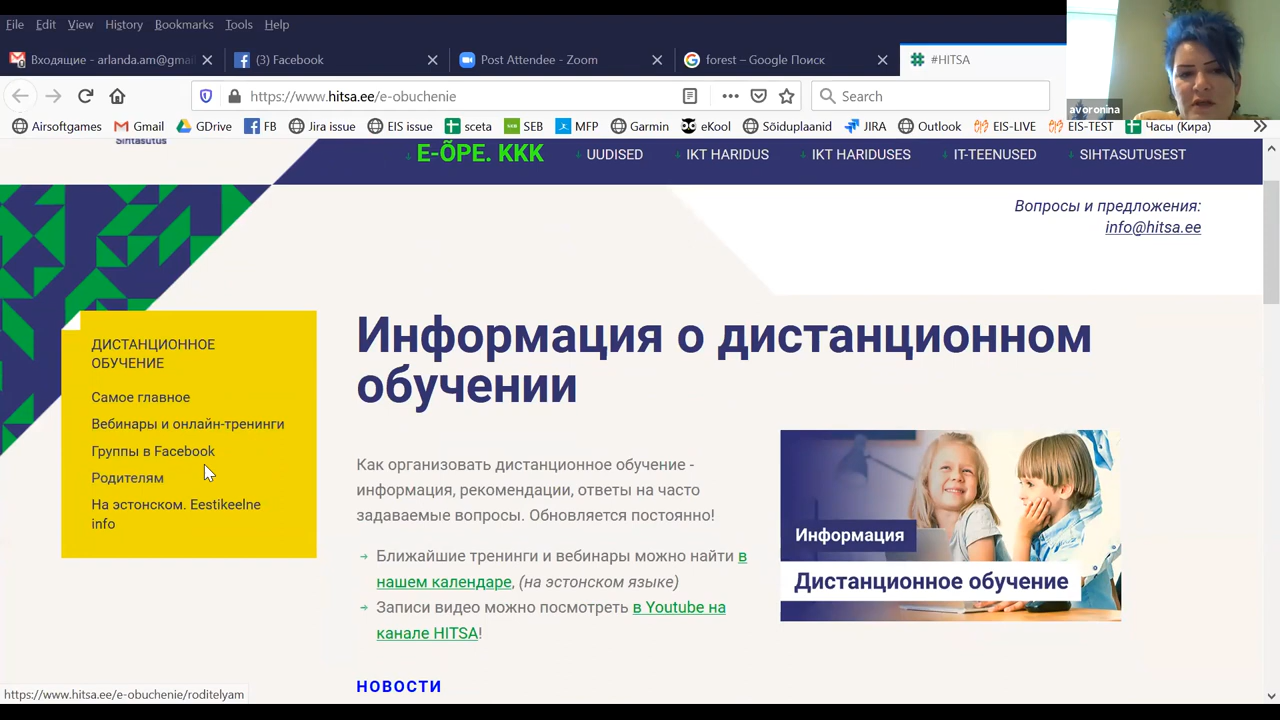 File Edit View History Bookmarks Tools Help
Входящие - arlanda.am@gma
(3) Facebook
Post Attendee - Zoom
forest – Google Поиск
#HITSA
https://www.hitsa.ee/e-obuchenie
Search
avoronina
Airsoftgames Gmail GDrive FB Jira issue EIS issue sceta SEB MFP Garmin eKool Sõiduplaanid JIRA Outlook EIS-LIVE EIS-TEST Часы (Кира)
Sihtasutus
E-ÕPE. KKK UUDISED IKT HARIDUS IKT HARIDUSES IT-TEENUSED SIHTASUTUSEST
Вопросы и предложения:
info@hitsa.ee
ДИСТАНЦИОННОЕ
ОБУЧЕНИЕ
Самое главное
Вебинары и онлайн-тренинги
Группы в Facebook
Родителям
На эстонском. Eestikeelne
info
Информация о дистанционном
обучении
Как организовать дистанционное обучение -
информация, рекомендации, ответы на часто
задаваемые вопросы. Обновляется постоянно!
Ближайшие тренинги и вебинары можно найти в
нашем календаре, (на эстонском языке)
Записи видео можно посмотреть в Youtube на
канале HITSA!
Информация
Дистанционное обучение
НОВОСТИ
https://www.hitsa.ee/e-obuchenie/roditelyam